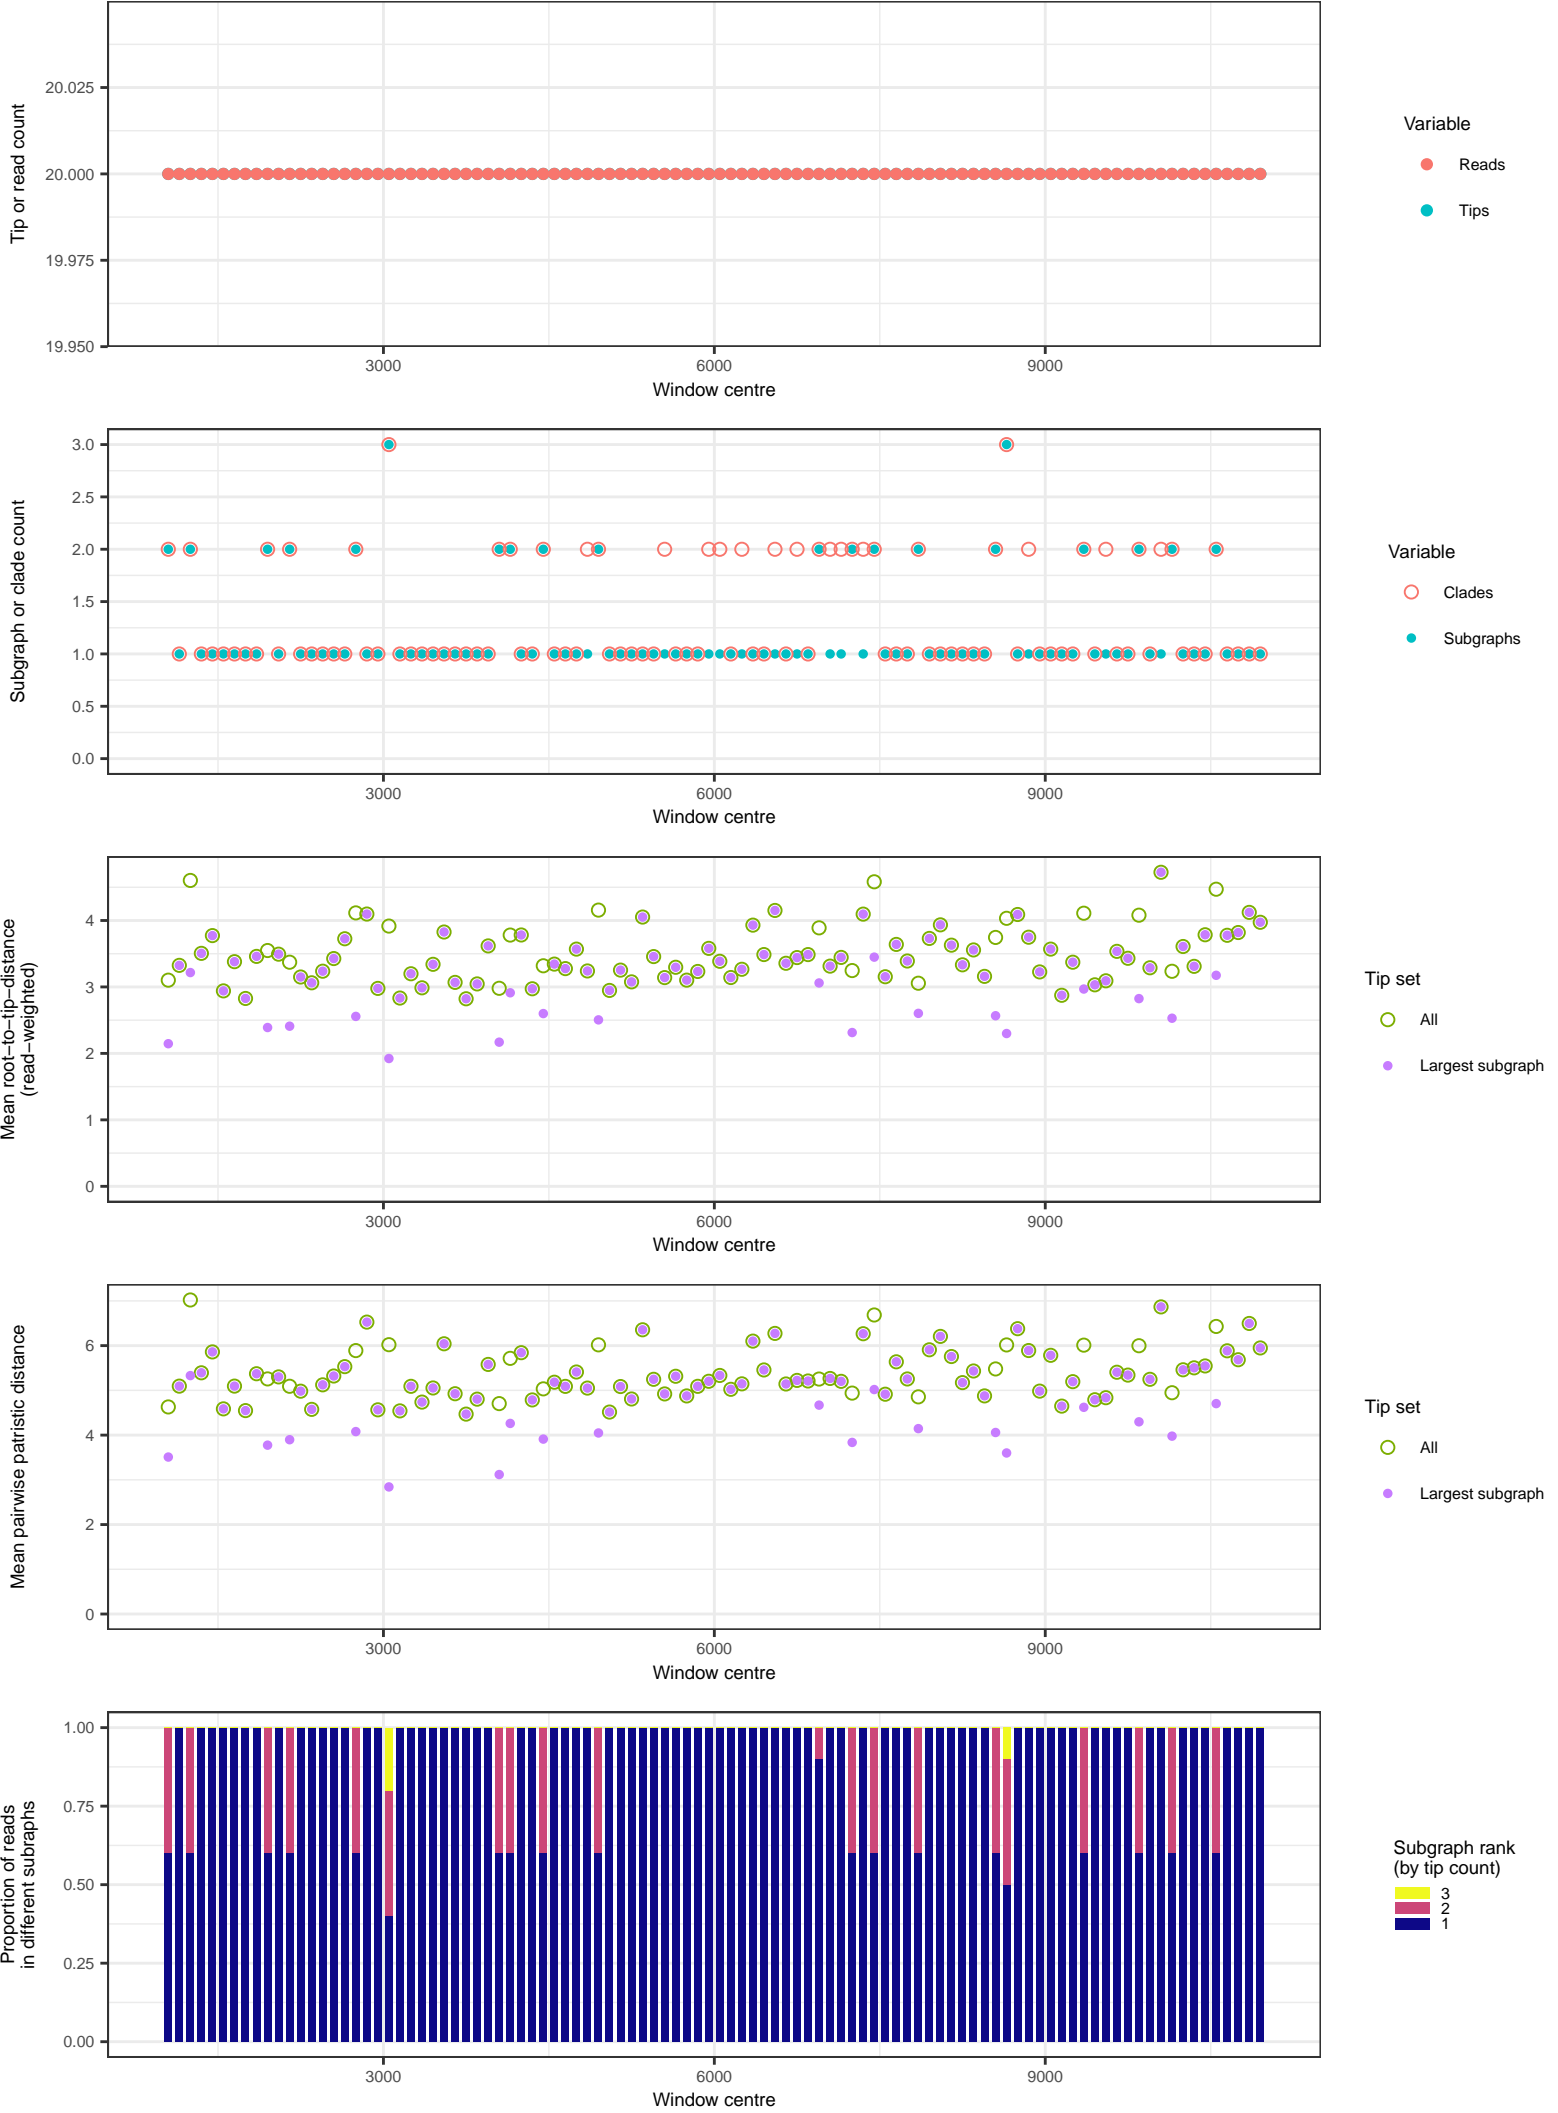 20.025
20.000
19.975
19.950
Tip or read count
3000
6000
9000
Window centre
Variable
Reads
Tips
3.0
2.5
2.0
1.5
1.0
0.5
0.0
Subgraph or clade count
3000
6000
9000
Window centre
Variable
Clades
Subgraphs
4
3
2
1
0
Mean root−to−tip−distance
(read−weighted)
3000
6000
9000
Window centre
Tip set
All
Largest subgraph
6
4
2
0
Mean pairwise patristic distance
3000
6000
9000
Window centre
Tip set
All
Largest subgraph
1.00
0.75
0.50
0.25
0.00
Proportion of reads
in different subraphs
3000
6000
9000
Window centre
Subgraph rank
(by tip count)
3
2
1